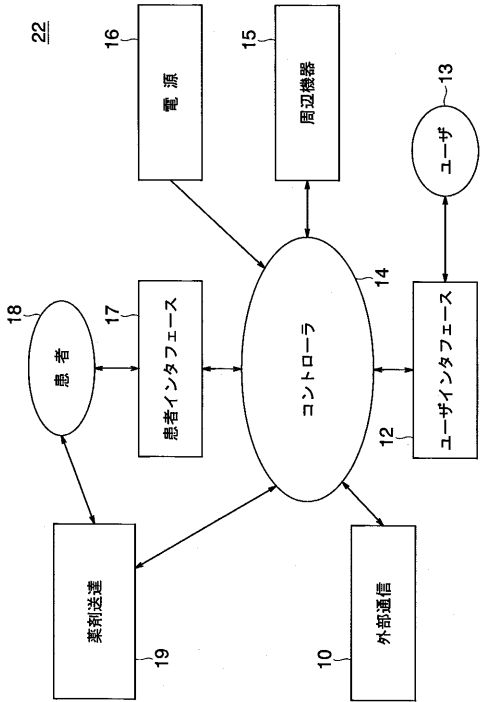 22
18
患者
薬剤送達
19
17
患者インタフェース
16
電源
コントローラ
14
15
周辺機器
10
外部通信
12
ユーザインタフェース
13
ユーザ